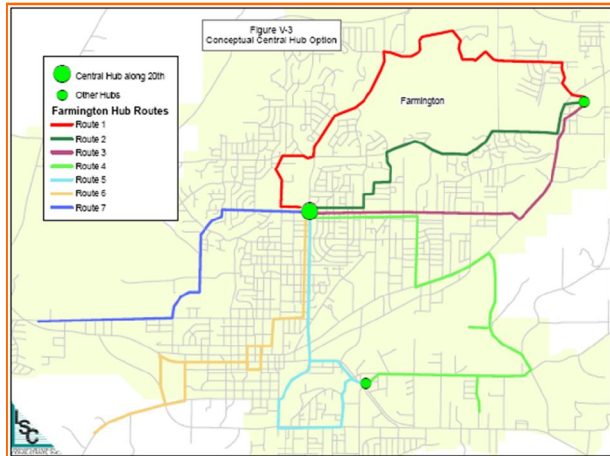 Figure V-3
Conceptual Central Hub Option
Central Hub along 20th
Other Hubs
Farmington Hub Routes
Route 1
Route 2
Route 3
Route 4
Route 5
Route 6
Route 7
Farmington
LSC